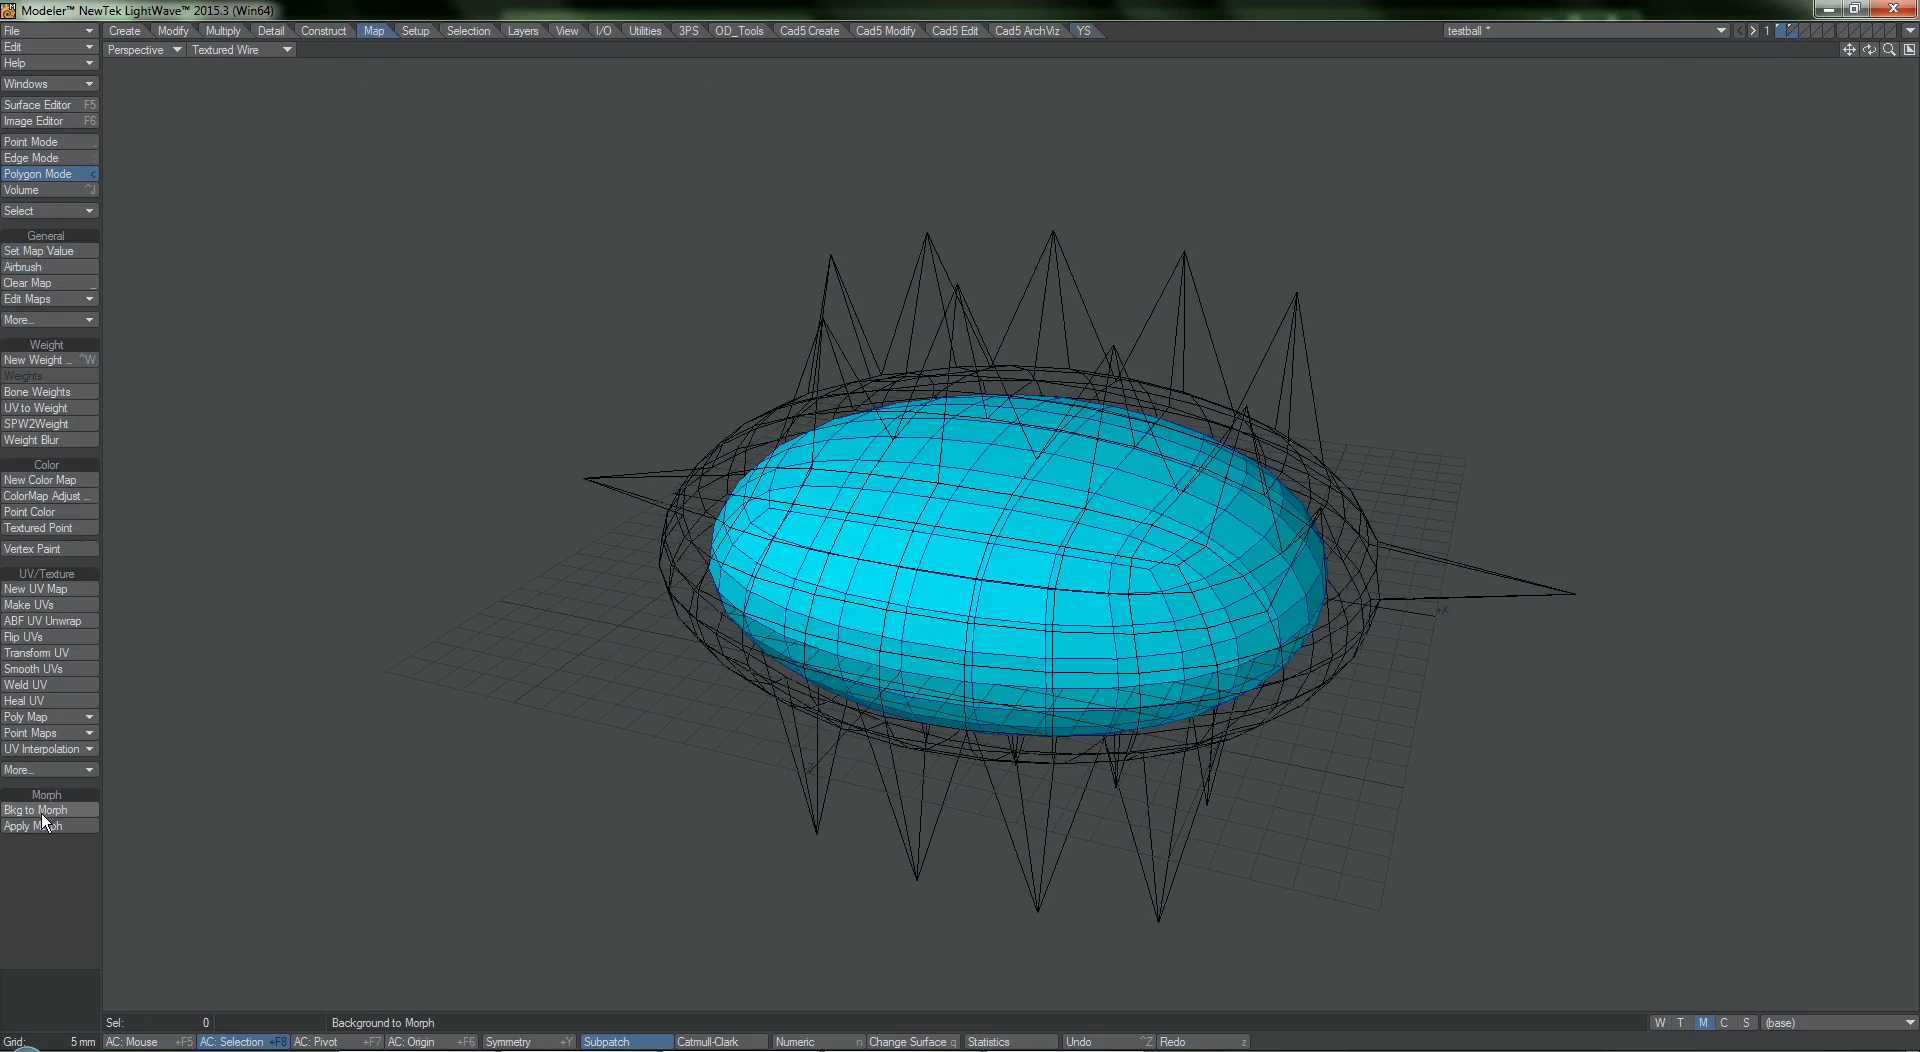 Modeler™ NewTek LightWave™ 2015.3 (Win64)
File Create Modify Multiply Detail Construct Map Setup Selection Layers View I/O Utilities 3PS OD_Tools Cad5 Create Cad5 Modify Cad5 Edit Cad5 ArchViz YS testball * < > 1
Edit Perspective Textured Wire
Help
Windows
Surface Editor F5
Image Editor F6
Point Mode
Edge Mode
Polygon Mode <
Volume ^J
Select
General
Set Map Value
Airbrush
Clear Map _
Edit Maps
More...
Weight
New Weight ... ^W
Weights
Bone Weights
UV to Weight
SPW2Weight
Weight Blur
Color
New Color Map
ColorMap Adjust ...
Point Color
Textured Point
Vertex Paint
UV/Texture
New UV Map
Make UVs
ABF UV Unwrap
Flip UVs
Transform UV
Smooth UVs
Weld UV
Heal UV
Poly Map
Point Maps
UV Interpolation
More...
Morph
Bkg to Morph
Apply Morph
+X
Sel: 0 Background to Morph W T M C S (base)
Grid: 5 mm AC: Mouse +F5 AC: Selection +F8 AC: Pivot +F7 AC: Origin +F6 Symmetry +Y Subpatch Catmull-Clark Numeric n Change Surface q Statistics Undo ^Z Redo z